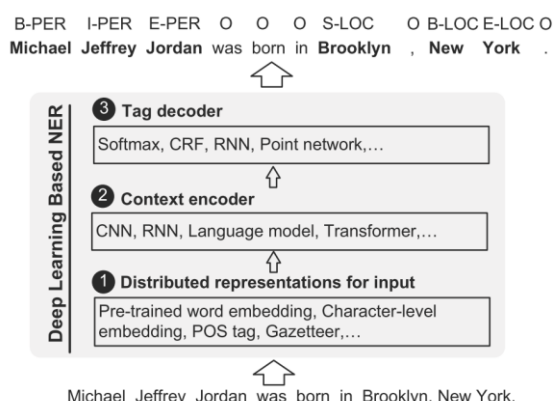 B-PER I-PER E-PER O O O S-LOC O B-LOC E-LOC O
Michael Jeffrey Jordan was born in Brooklyn , New York .
Deep Learning Based NER
3 Tag decoder
Softmax, CRF, RNN, Point network,...
2 Context encoder
CNN, RNN, Language model, Transformer,...
1 Distributed representations for input
Pre-trained word embedding, Character-level
embedding, POS tag, Gazetteer,...
Michael Jeffrey Jordan was born in Brooklyn, New York.